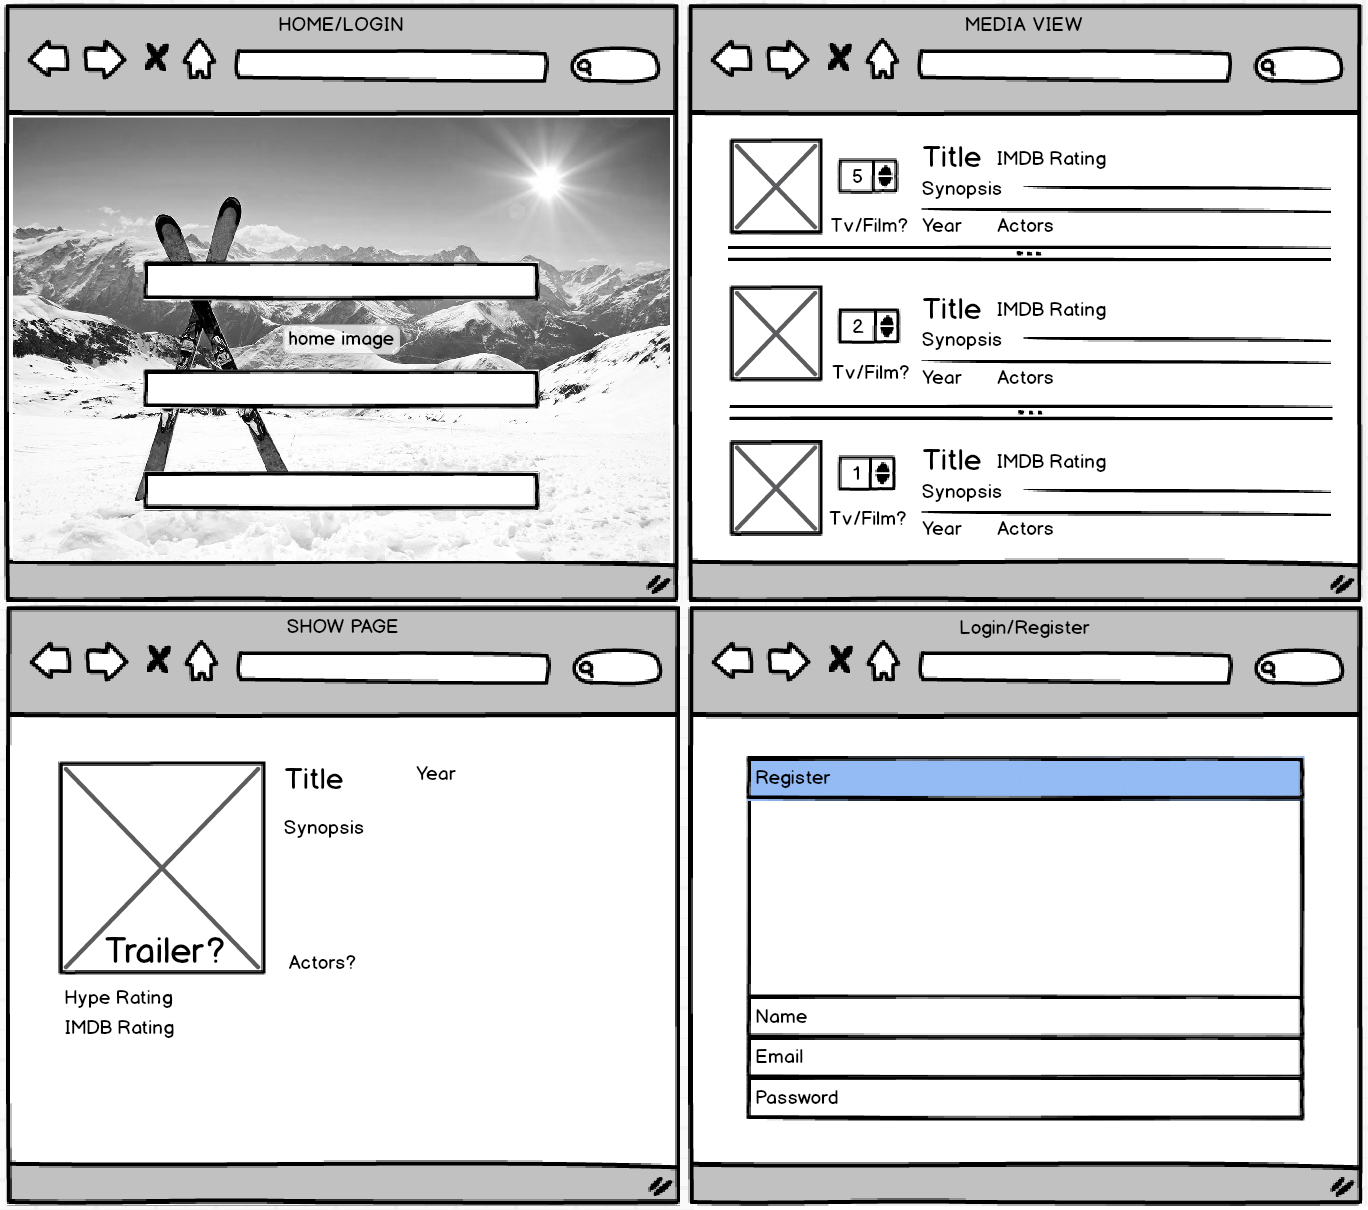 HOME/LOGIN
home image
MEDIA VIEW
5
Title IMDB Rating
Synopsis
Tv/Film? Year Actors
2
Title IMDB Rating
Synopsis
Tv/Film? Year Actors
1
Title IMDB Rating
Synopsis
Tv/Film? Year Actors
SHOW PAGE
Title Year
Synopsis
Trailer?
Actors?
Hype Rating
IMDB Rating
Login/Register
Register
Name
Email
Password